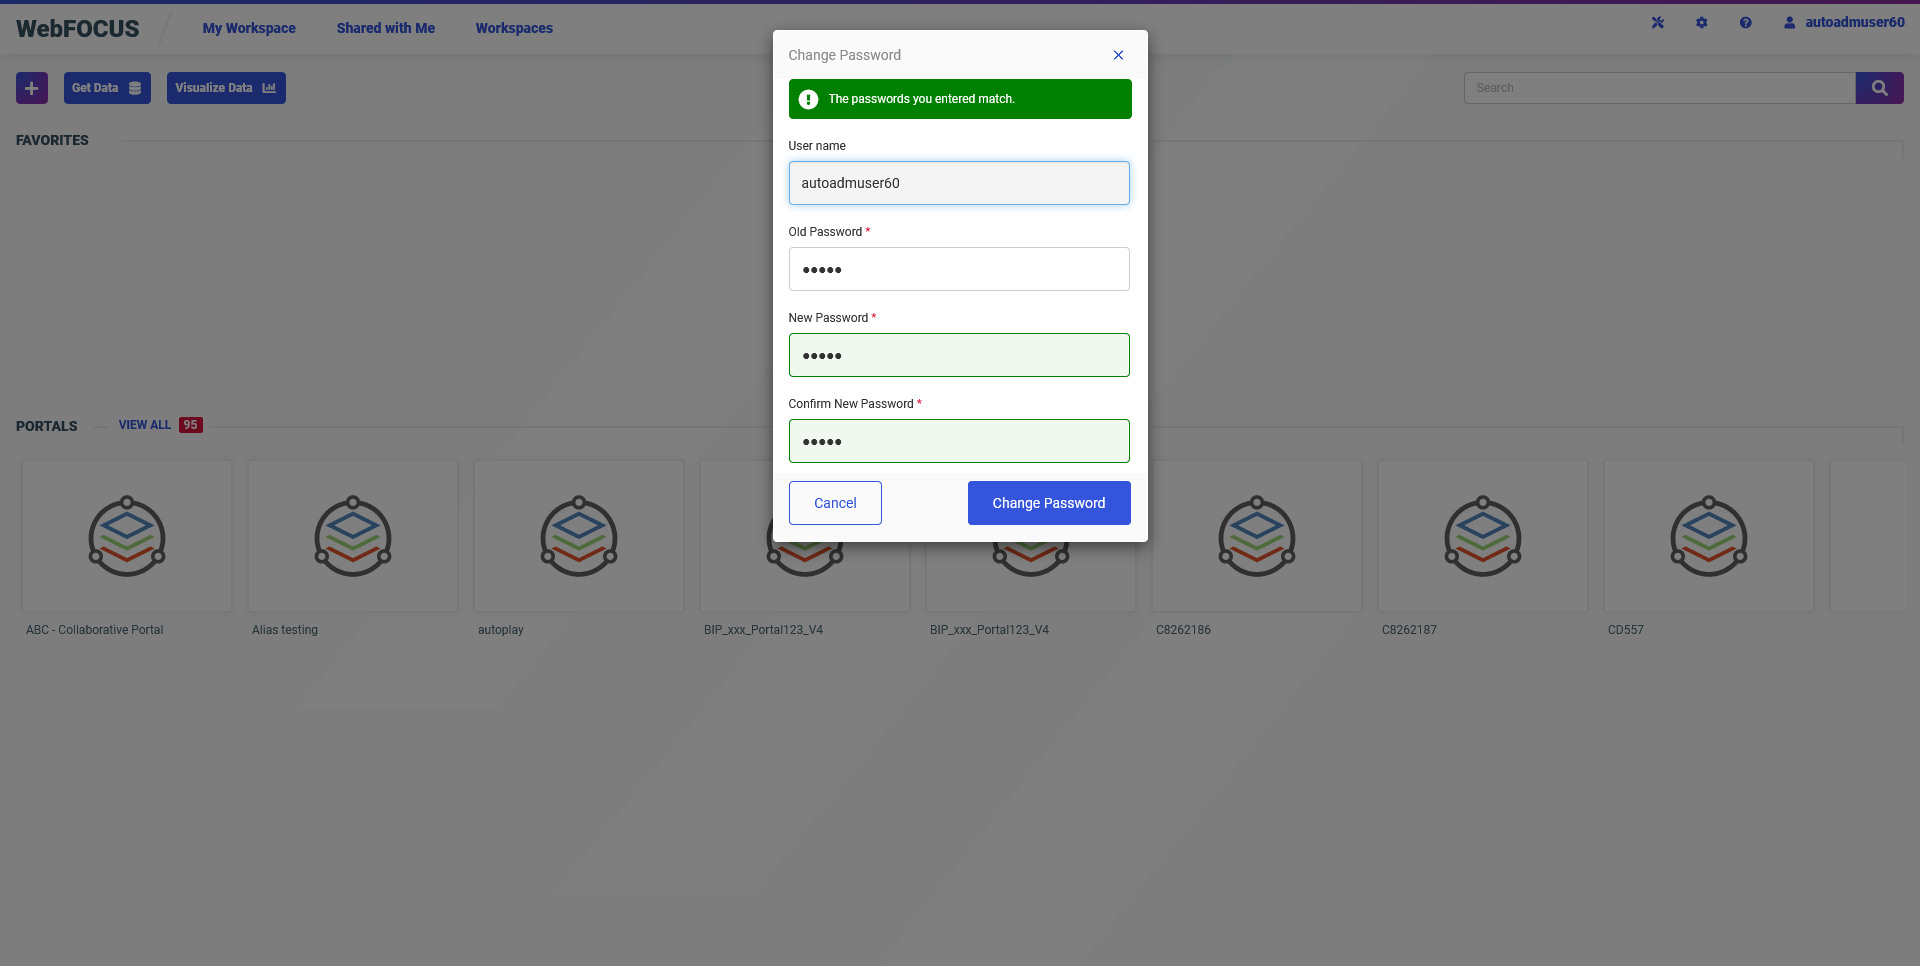 WebFOCUS
My Workspace
Shared with Me
Workspaces
autoadmuser60
Get Data
Visualize Data
Search
FAVORITES
Change Password
The passwords you entered match.
User name
autoadmuser60
Old Password *
•••••
New Password *
•••••
Confirm New Password *
•••••
Cancel
Change Password
PORTALS
VIEW ALL 95
ABC - Collaborative Portal
Alias testing
autoplay
BIP_xxx_Portal123_V4
BIP_xxx_Portal123_V4
C8262186
C8262187
CD557